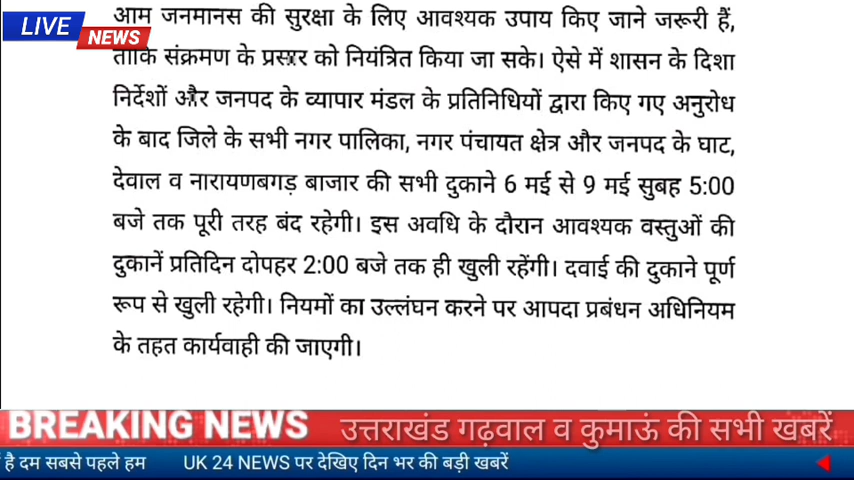 आम जनमानस की सुरक्षा के लिए आवश्यक उपाय किए जाने जरूरी हैं,
LIVE
NEWS
ताकि संक्रमण के प्रसार को नियंत्रित किया जा सके। ऐसे में शासन के दिशा
निर्देशों और जनपद के व्यापार मंडल के प्रतिनिधियों द्वारा किए गए अनुरोध
के बाद जिले के सभी नगर पालिका, नगर पंचायत क्षेत्र और जनपद के घाट,
देवाल व नारायणबगड़ बाजार की सभी दुकाने 6 मई से 9 मई सुबह 5:00
बजे तक पूरी तरह बंद रहेगी। इस अवधि के दौरान आवश्यक वस्तुओं की
दुकानें प्रतिदिन दोपहर 2:00 बजे तक ही खुली रहेंगी। दवाई की दुकाने पूर्ण
रूप से खुली रहेगी। नियमों का उल्लंघन करने पर आपदा प्रबंधन अधिनियम
के तहत कार्यवाही की जाएगी।
BREAKING NEWS उत्तराखंड गढ़वाल व कुमाऊं की सभी खबरें
है दम सबसे पहले हम UK 24 NEWS पर देखिए दिन भर की बड़ी खबरें